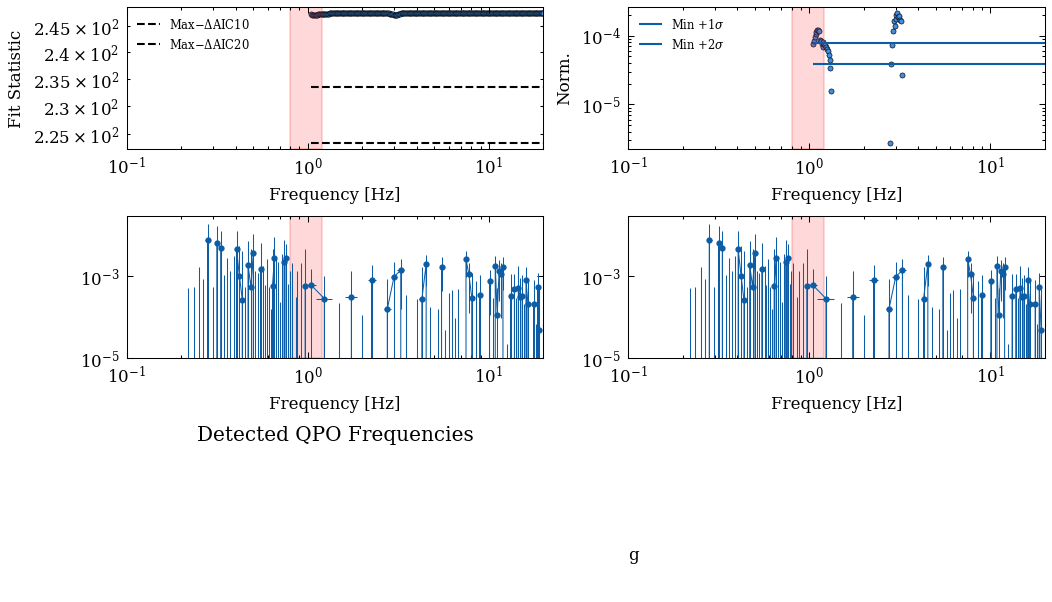 Fit Statistic
2.45 × 10²
2.4 × 10²
2.35 × 10²
2.3 × 10²
2.25 × 10²
Max−ΔAIC10
Max−ΔAIC20
10⁻¹ 10⁰ 10¹
Frequency [Hz]
Norm.
10⁻⁴
10⁻⁵
Min +1σ
Min +2σ
10⁻¹ 10⁰ 10¹
Frequency [Hz]
10⁻³
10⁻⁵
10⁻¹ 10⁰ 10¹
Frequency [Hz]
10⁻³
10⁻⁵
10⁻¹ 10⁰ 10¹
Frequency [Hz]
Detected QPO Frequencies
g